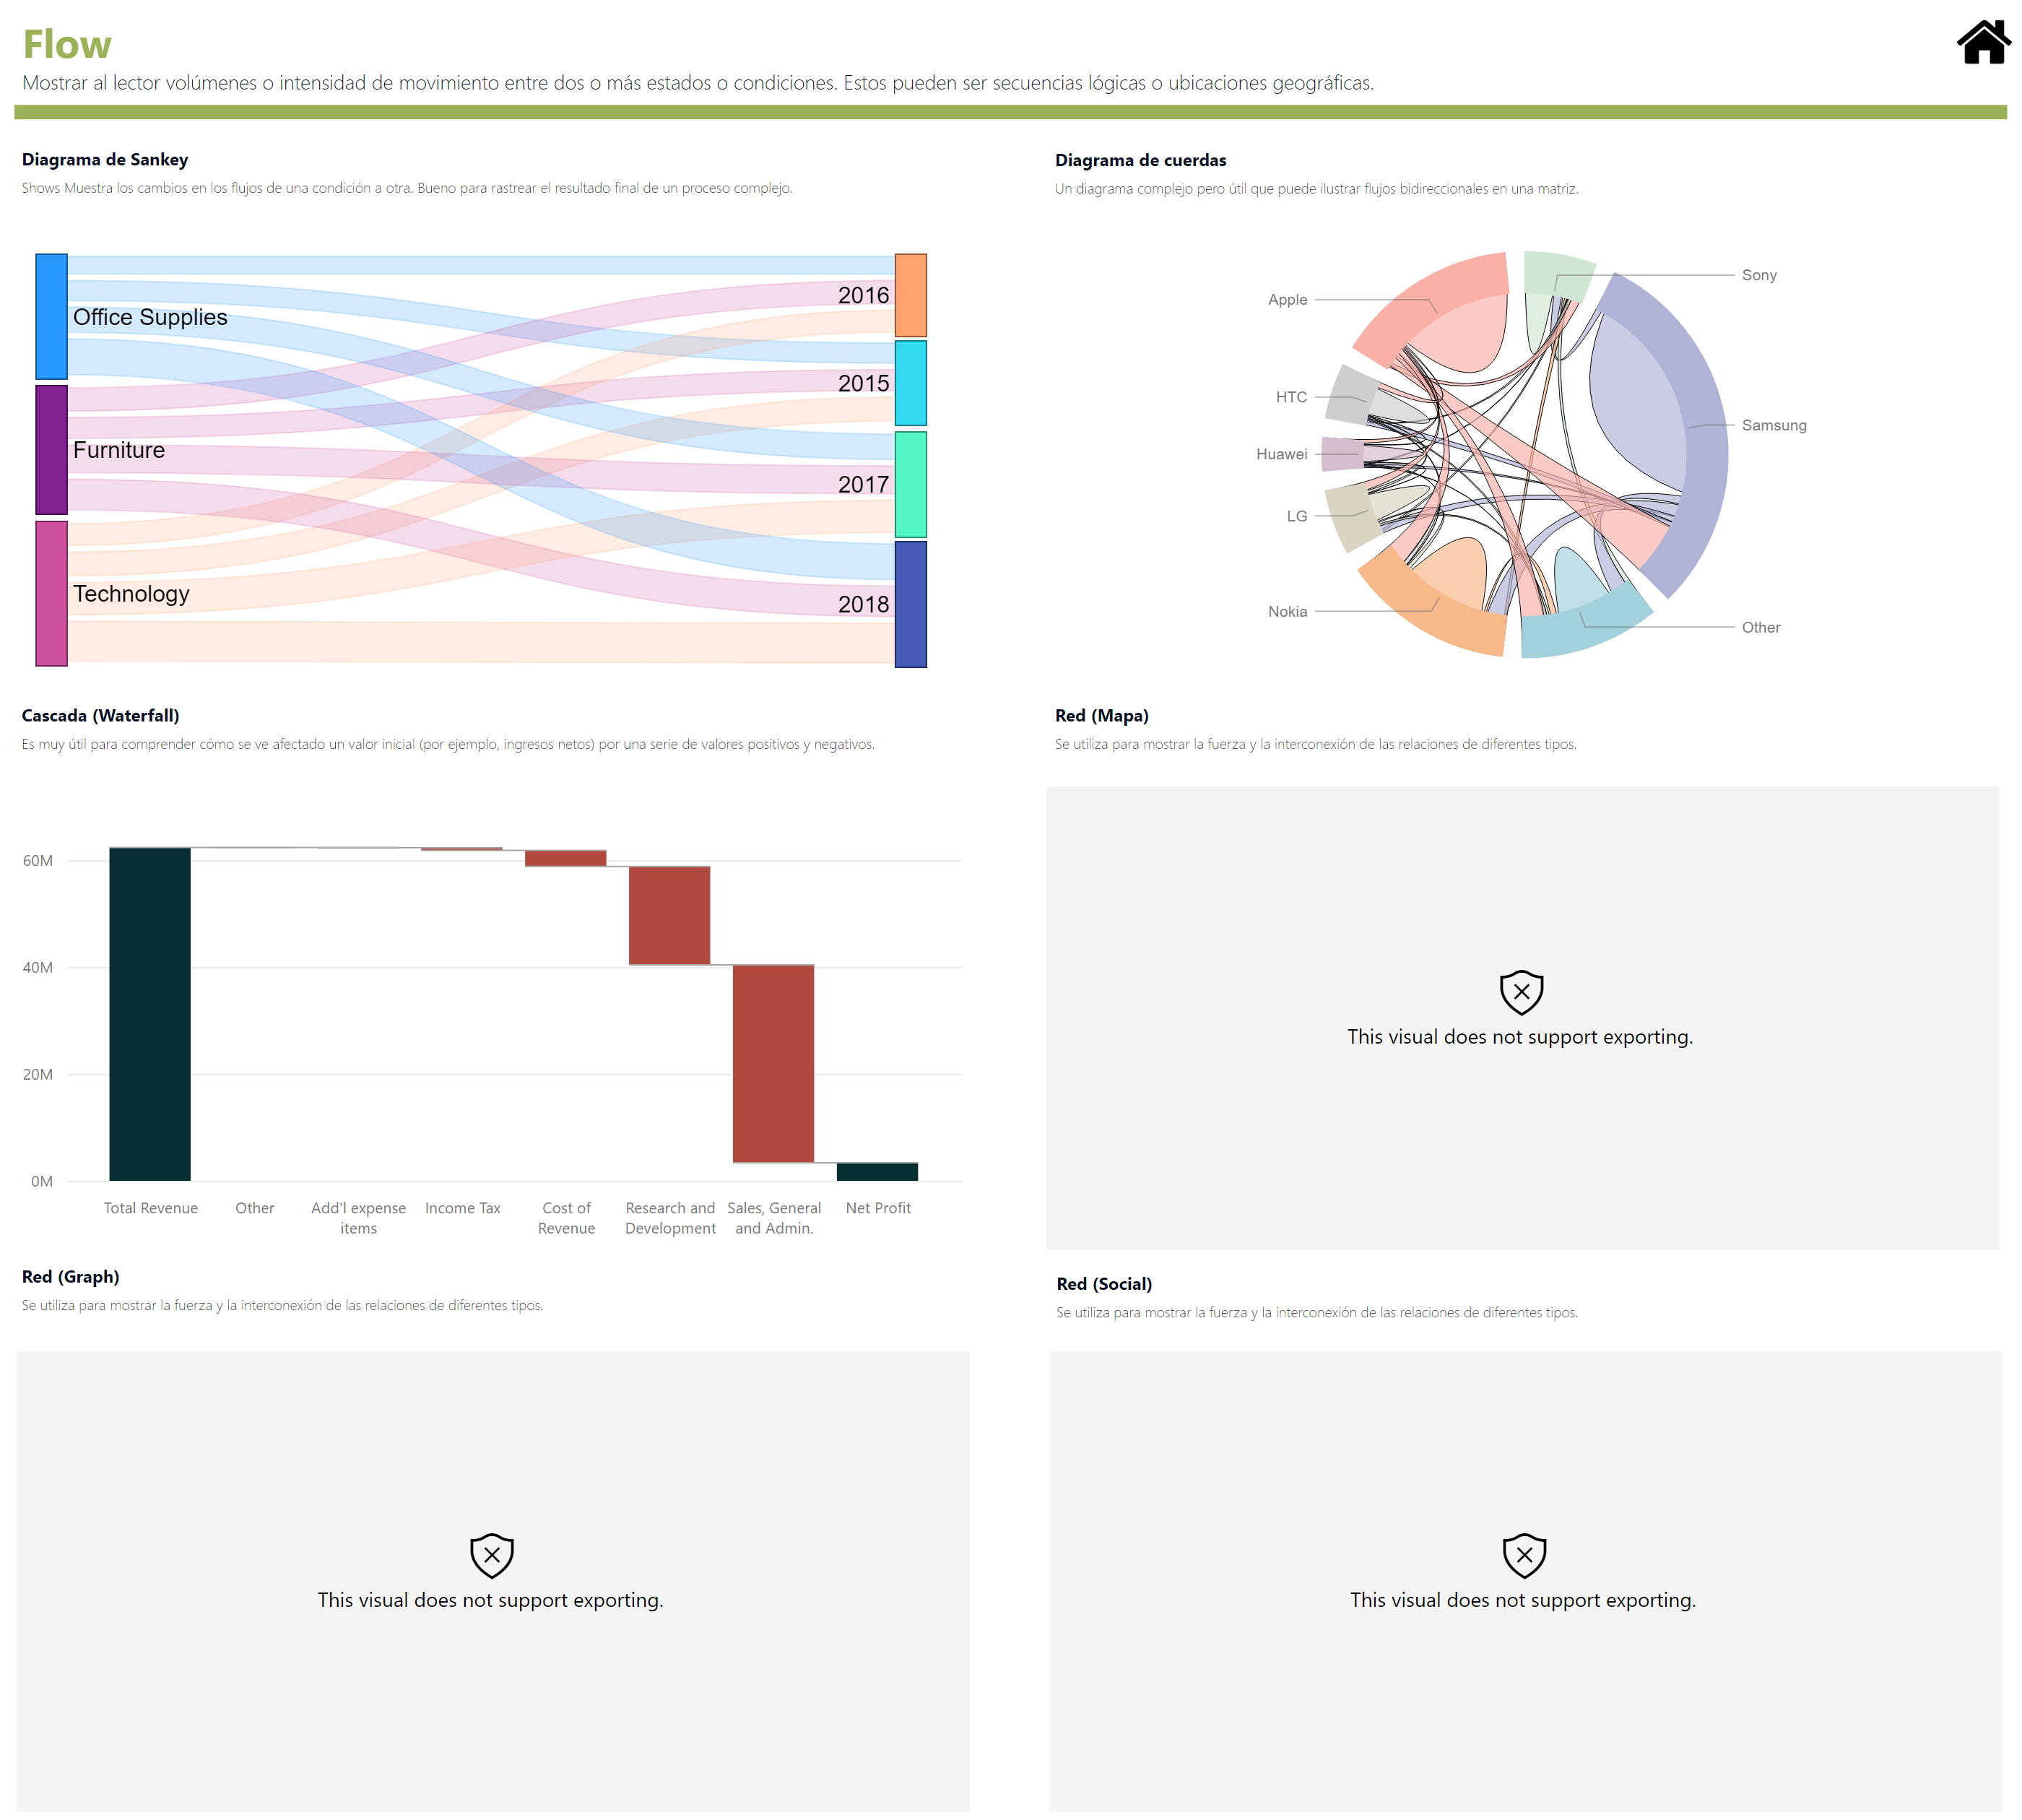 Flow
Mostrar al lector volúmenes o intensidad de movimiento entre dos o más estados o condiciones. Estos pueden ser secuencias lógicas o ubicaciones geográficas.
Diagrama de Sankey
Shows Muestra los cambios en los flujos de una condición a otra. Bueno para rastrear el resultado final de un proceso complejo.
Office Supplies
Furniture
Technology
2016
2015
2017
2018
Diagrama de cuerdas
Un diagrama complejo pero útil que puede ilustrar flujos bidireccionales en una matriz.
Apple
HTC
Huawei
LG
Nokia
Sony
Samsung
Other
Cascada (Waterfall)
Es muy útil para comprender cómo se ve afectado un valor inicial (por ejemplo, ingresos netos) por una serie de valores positivos y negativos.
60M
40M
20M
0M
Total Revenue
Other
Add'l expense
items
Income Tax
Cost of
Revenue
Research and
Development
Sales, General
and Admin.
Net Profit
Red (Mapa)
Se utiliza para mostrar la fuerza y la interconexión de las relaciones de diferentes tipos.
This visual does not support exporting.
Red (Graph)
Se utiliza para mostrar la fuerza y la interconexión de las relaciones de diferentes tipos.
This visual does not support exporting.
Red (Social)
Se utiliza para mostrar la fuerza y la interconexión de las relaciones de diferentes tipos.
This visual does not support exporting.